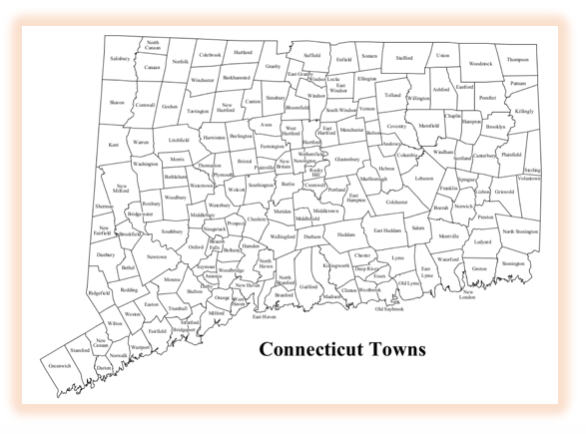 North
Canaan
Colebrook
Hartland
Suffield
Enfield
Somers
Stafford
Union
Woodstock
Thompson
Salisbury
Canaan
Norfolk
Granby
East Granby
Windsor Locks
Ellington
Winchester
Barkhamsted
East
Windsor
Tolland
Willington
Ashford
Eastford
Pomfret
Putnam
Killingly
Sharon
Cornwall
Goshen
Torrington
New
Hartford
Canton
Simsbury
Bloomfield
Windsor
South Windsor
Vernon
Coventry
Mansfield
Chaplin
Hampton
Brooklyn
Kent
Warren
Litchfield
Harwinton
Burlington
Avon
West
Hartford
Hartford
East
Hartford
Manchester
Bolton
Andover
Columbia
Windham
Scotland
Canterbury
Plainfield
Sterling
Voluntown
Washington
Morris
Thomaston
Bristol
Farmington
Plainville
New
Britain
Newington
Wethersfield
Rocky
Hill
Glastonbury
Hebron
Marlborough
Lebanon
Franklin
Sprague
Lisbon
Griswold
New
Milford
Bethlehem
Watertown
Plymouth
Wolcott
Southington
Berlin
Cromwell
Portland
East
Hampton
Colchester
Bozrah
Norwich
Preston
North Stonington
Sherman
Roxbury
Woodbury
Bridgewater
Middlebury
Waterbury
Cheshire
Meriden
Middletown
Middlefield
New
Fairfield
Brookfield
Southbury
Naugatuck
Prospect
Wallingford
Durham
Haddam
East Haddam
Salem
Montville
Ledyard
Danbury
Bethel
Newtown
Oxford
Beacon
Falls
Bethany
Hamden
North
Haven
Chester
Deep River
Essex
Lyme
East
Lyme
Waterford
Groton
Stonington
Ridgefield
Redding
Monroe
Seymour
Ansonia
Derby
Woodbridge
Shelton
Orange
New Haven
West
Haven
East Haven
North
Branford
Branford
Guilford
Madison
Killingworth
Clinton
Westbrook
Old Saybrook
Old Lyme
New
London
Wilton
Weston
Easton
Trumbull
Stratford
Milford
Bridgeport
Fairfield
Westport
New
Canaan
Norwalk
Darien
Stamford
Greenwich
Connecticut Towns